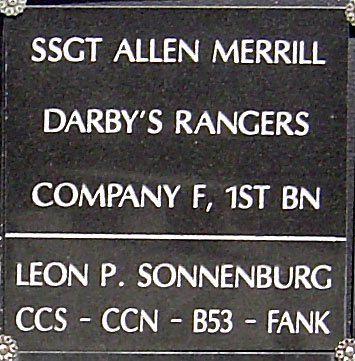 SSGT ALLEN MERRILL
DARBY'S RANGERS
COMPANY F, 1ST BN
LEON P. SONNENBURG
CCS - CCN - B53 - FANK